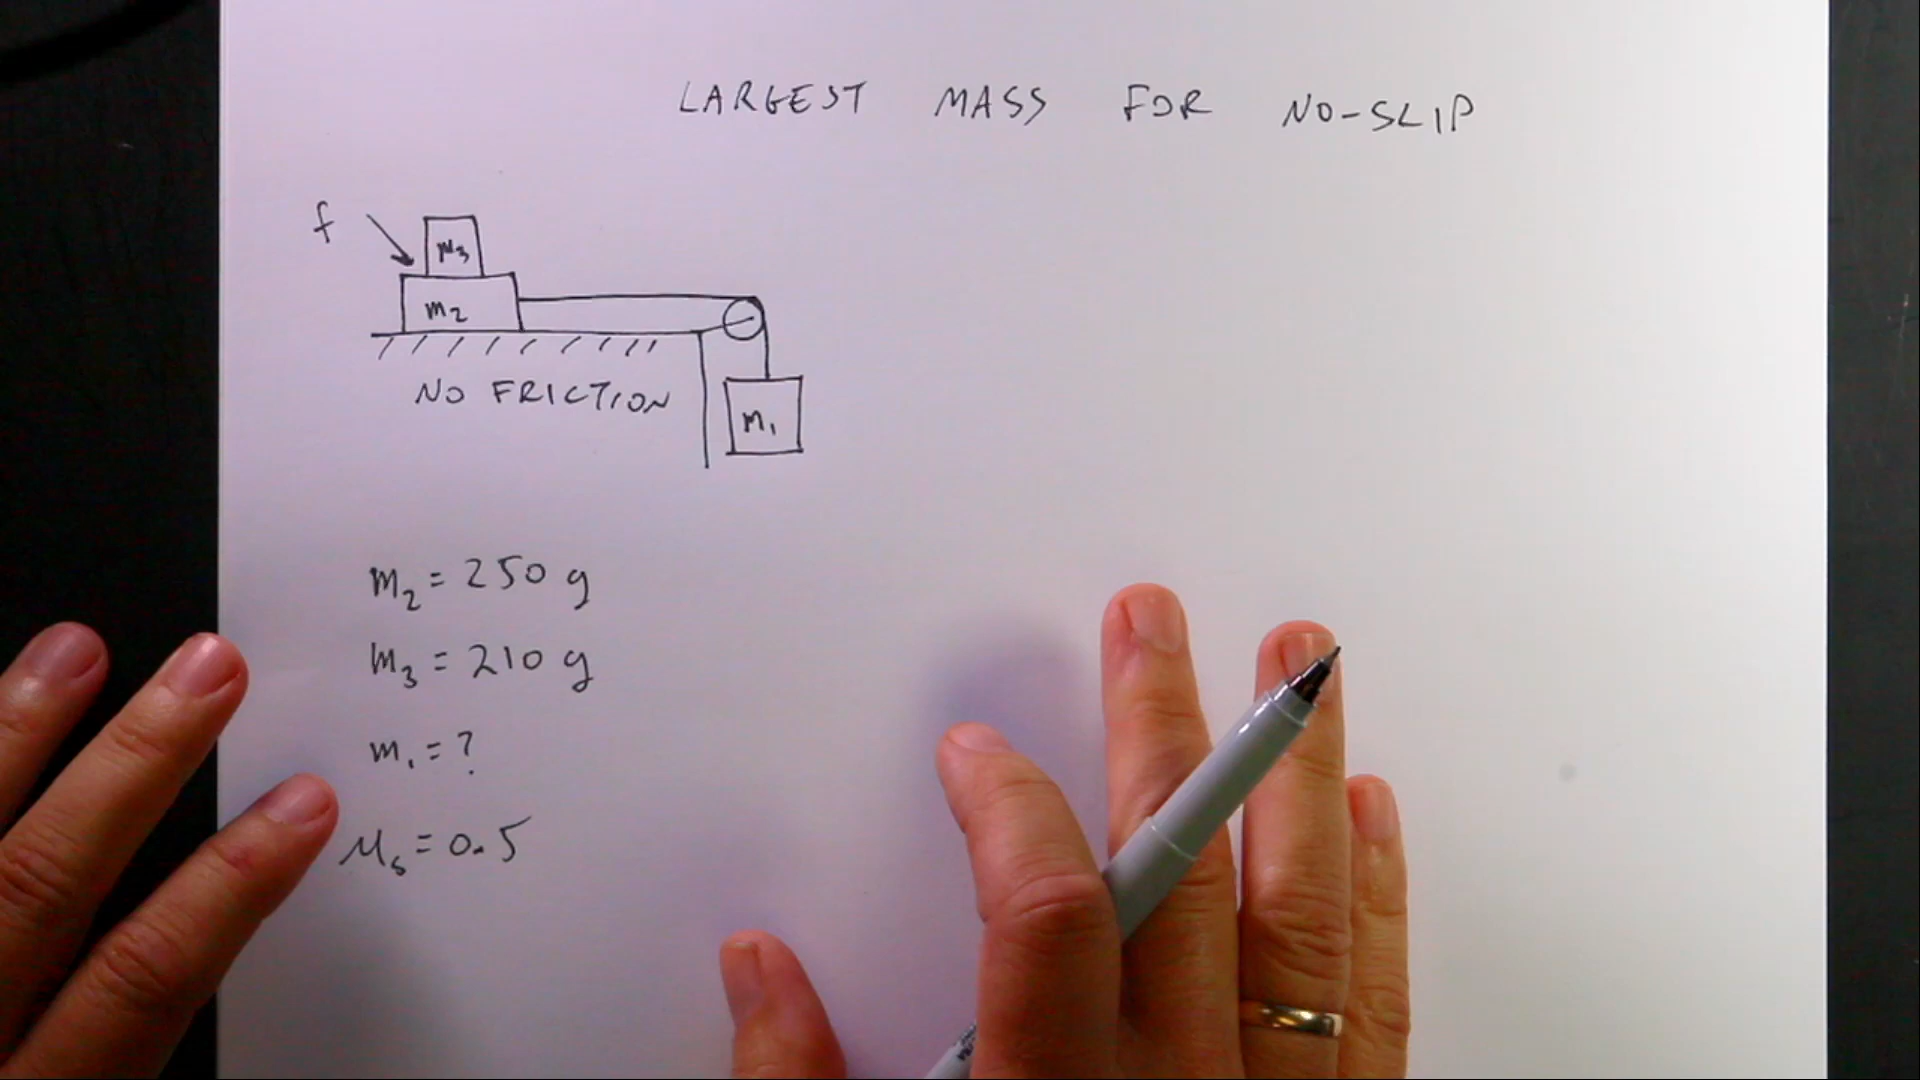 LARGEST MASS FOR NO-SLIP
f
m₃
m₂
NO FRICTION
m₁
m₂ = 250 g
m₃ = 210 g
m₁ = ?
μₛ = 0.5